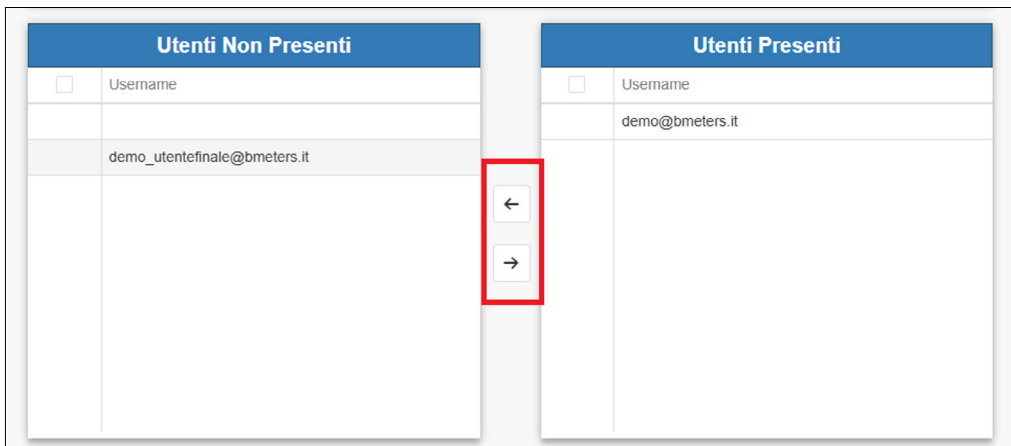 Utenti Non Presenti
Username
demo_utentefinale@bmeters.it
Utenti Presenti
Username
demo@bmeters.it